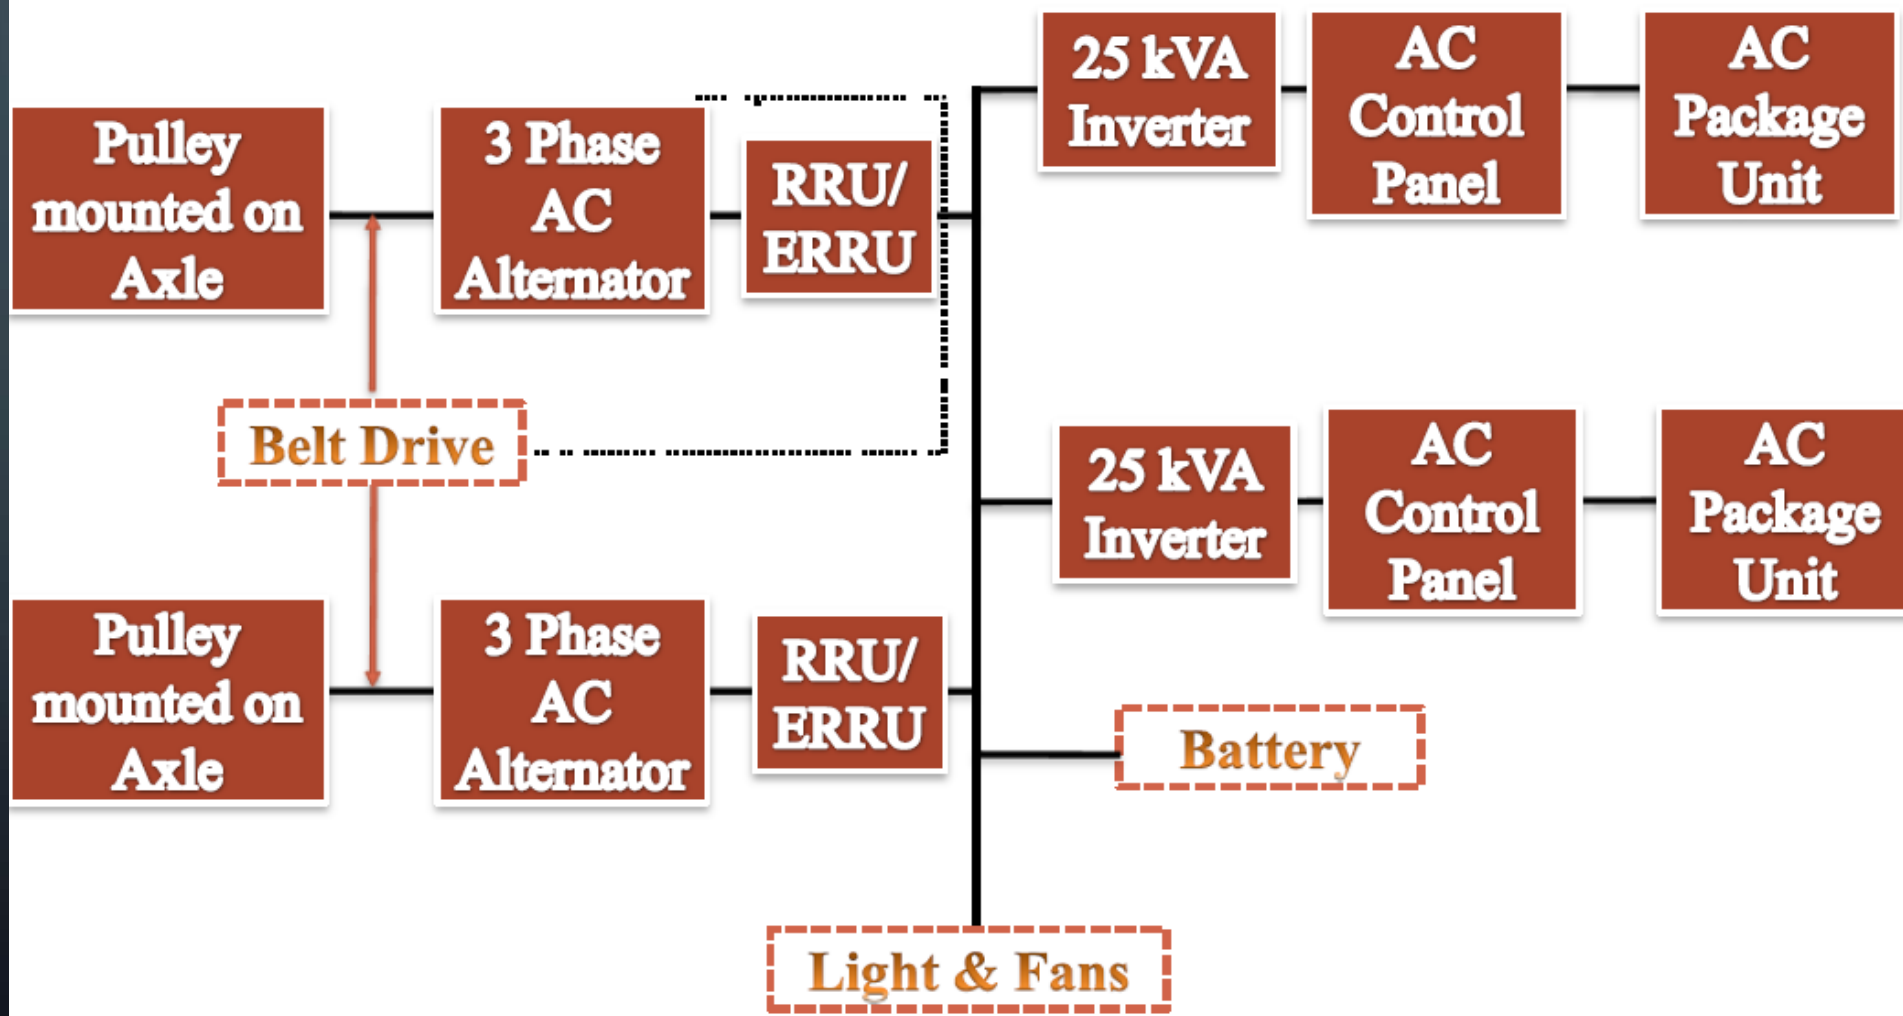 Pulley
mounted on
Axle
3 Phase
AC
Alternator
RRU/
ERRU
25 kVA
Inverter
AC
Control
Panel
AC
Package
Unit
Belt Drive
25 kVA
Inverter
AC
Control
Panel
AC
Package
Unit
Pulley
mounted on
Axle
3 Phase
AC
Alternator
RRU/
ERRU
Battery
Light & Fans